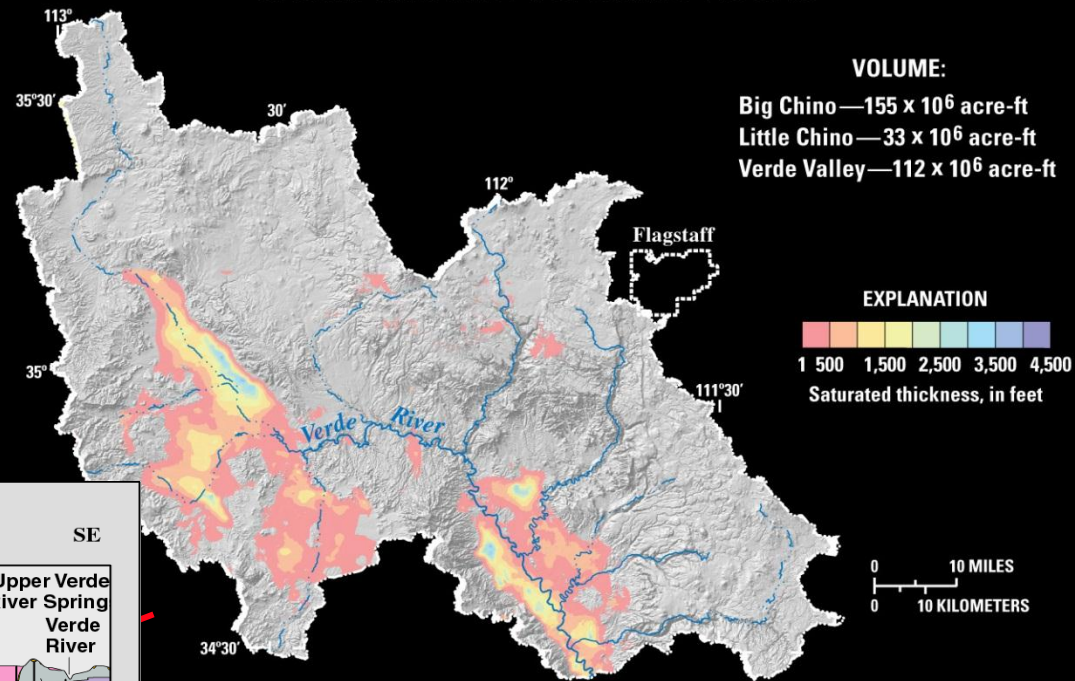 113°
35°30′
30′
112°
VOLUME:
Big Chino—155 x 10⁶ acre-ft
Little Chino—33 x 10⁶ acre-ft
Verde Valley—112 x 10⁶ acre-ft
Flagstaff
EXPLANATION
1 500 1,500 2,500 3,500 4,500
Saturated thickness, in feet
35°
111°30′
Verde River
SE
Upper Verde
River Spring
Verde
River
0 10 MILES
0 10 KILOMETERS
34°30′